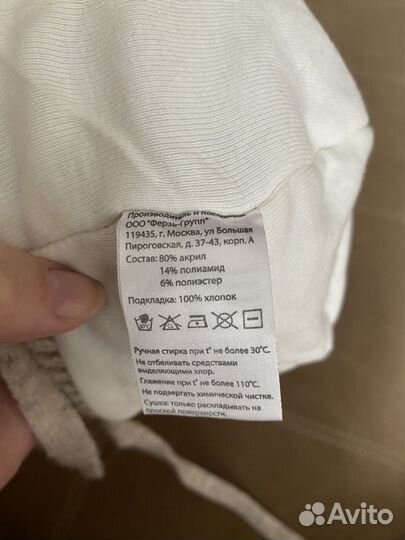 Производитель и поставщик
ООО "Ферзь-Групп"
119435, г. Москва, ул Большая
Пироговская, д. 37-43, корп. А
Состав: 80% акрил
14% полиамид
6% полиэстер
Подкладка: 100% хлопок
Ручная стирка при t° не более 30°C.
Не отбеливать средствами
выделяющими хлор.
Глажение при t° не более 110°C.
Не подвергать химической чистке.
Сушка: только раскладывать на
плоской поверхности.
Avito